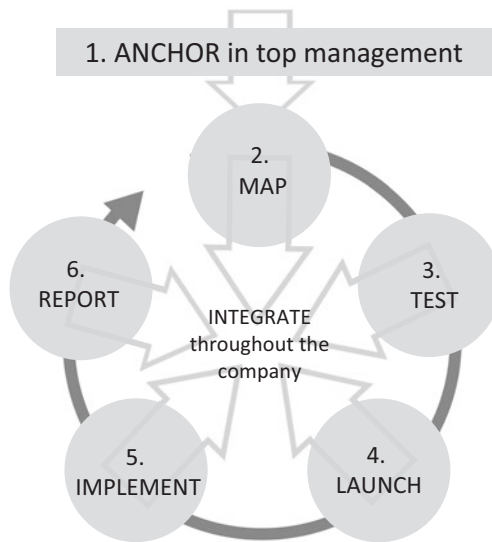 1. ANCHOR in top management
2.
MAP
3.
TEST
4.
LAUNCH
5.
IMPLEMENT
6.
REPORT
INTEGRATE
throughout the
company